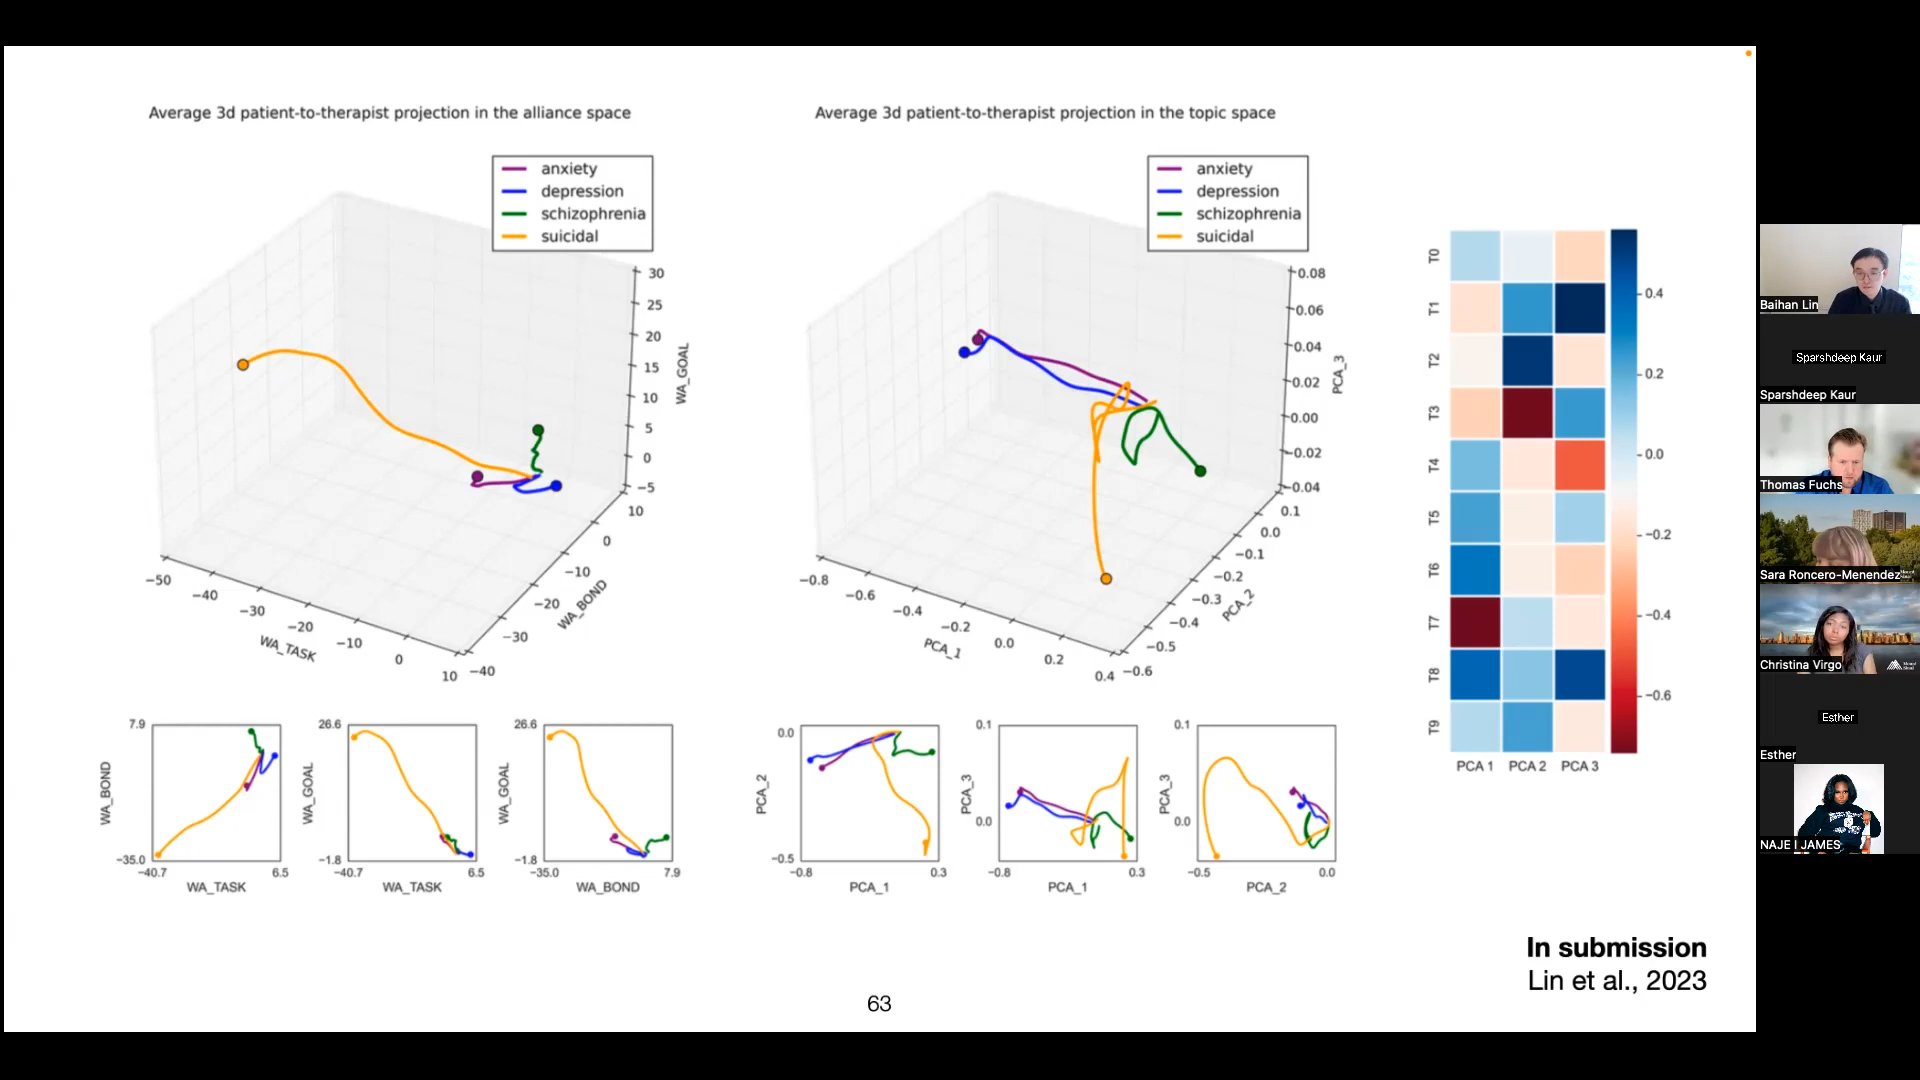 Average 3d patient-to-therapist projection in the alliance space
anxiety
depression
schizophrenia
suicidal
30
25
20
15
10
5
0
−5
WA_GOAL
10
0
−10
−20
−30
−40
WA_BOND
−50
−40
−30
−20
−10
0
10
WA_TASK
Average 3d patient-to-therapist projection in the topic space
anxiety
depression
schizophrenia
suicidal
0.08
0.06
0.04
0.02
0.00
−0.02
−0.04
PCA_3
0.1
0.0
−0.1
−0.2
−0.3
−0.4
−0.5
−0.6
PCA_2
−0.8
−0.6
−0.4
−0.2
0.0
0.2
0.4
PCA_1
T0
T1
T2
T3
T4
T5
T6
T7
T8
T9
PCA 1 PCA 2 PCA 3
0.4
0.2
0.0
−0.2
−0.4
−0.6
7.9
WA_BOND
−35.0
−40.7 6.5
WA_TASK
26.6
WA_GOAL
−1.8
−40.7 6.5
WA_TASK
26.6
WA_GOAL
−1.8
−35.0 7.9
WA_BOND
0.0
PCA_2
−0.5
−0.8 0.3
PCA_1
0.1
PCA_3
0.0
−0.8 0.3
PCA_1
0.1
PCA_3
0.0
−0.5 0.0
PCA_2
In submission
Lin et al., 2023
63
Baihan Lin
Sparshdeep Kaur
Sparshdeep Kaur
Thomas Fuchs
Sara Roncero-Menendez
Christina Virgo
Esther
Esther
NAJE I JAMES